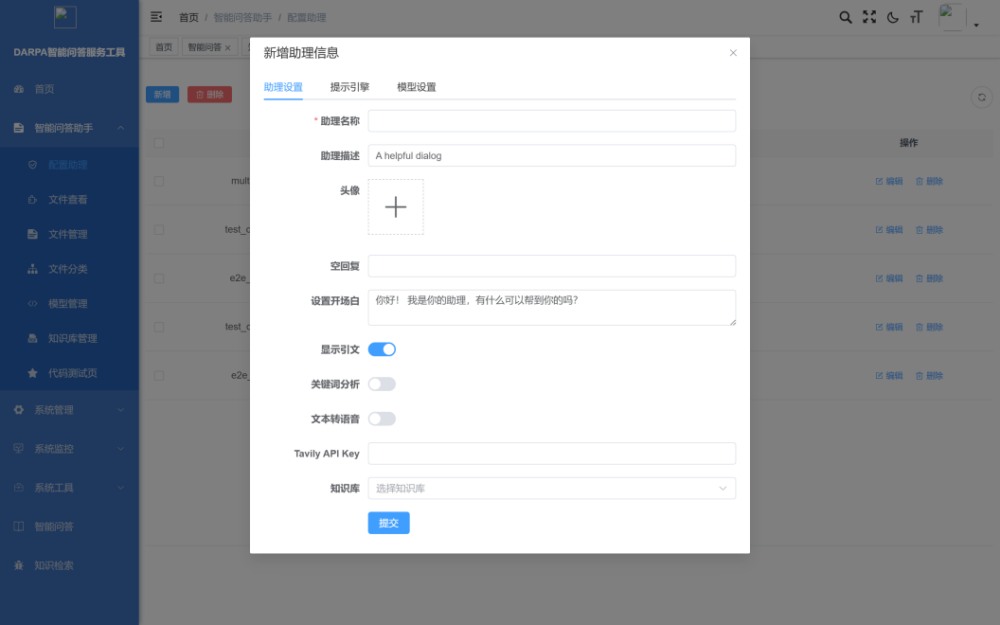 首页 / 智能问答助手 / 配置助理
DARPA智能问答服务工具
首页
智能问答助手
配置助理
文件查看
文件管理
文件分类
模型管理
知识库管理
代码测试页
系统管理
系统监控
系统工具
智能问答
知识检索
首页 智能问答 ×
新增 删除
操作
mult
编辑 删除
test_c
编辑 删除
e2e_
编辑 删除
test_c
编辑 删除
e2e_
编辑 删除
新增助理信息
助理设置 提示引擎 模型设置
* 助理名称
助理描述 A helpful dialog
头像
空回复
设置开场白 你好! 我是你的助理，有什么可以帮到你的吗?
显示引文
关键词分析
文本转语音
Tavily API Key
知识库 选择知识库
提交